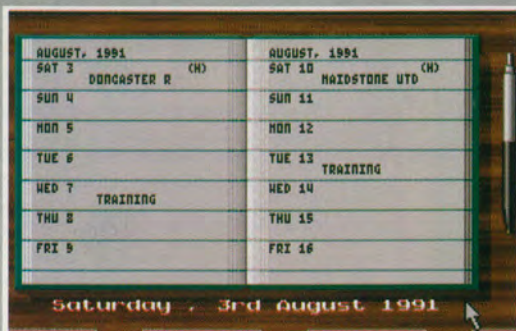 AUGUST, 1991
SAT 3 (H)
DONCASTER R
SUN 4
MON 5
TUE 6
WED 7
TRAINING
THU 8
FRI 9
AUGUST, 1991
SAT 10 (H)
MAIDSTONE UTD
SUN 11
MON 12
TUE 13
TRAINING
WED 14
THU 15
FRI 16
Saturday , 3rd August 1991